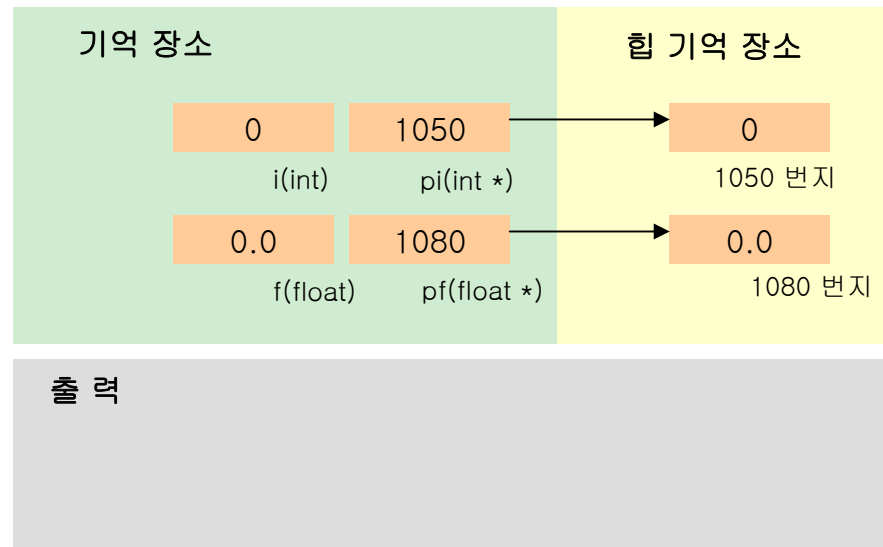 기억 장소
힙 기억 장소
0 1050 0
i(int) pi(int *) 1050 번지
0.0 1080 0.0
f(float) pf(float *) 1080 번지
출 력